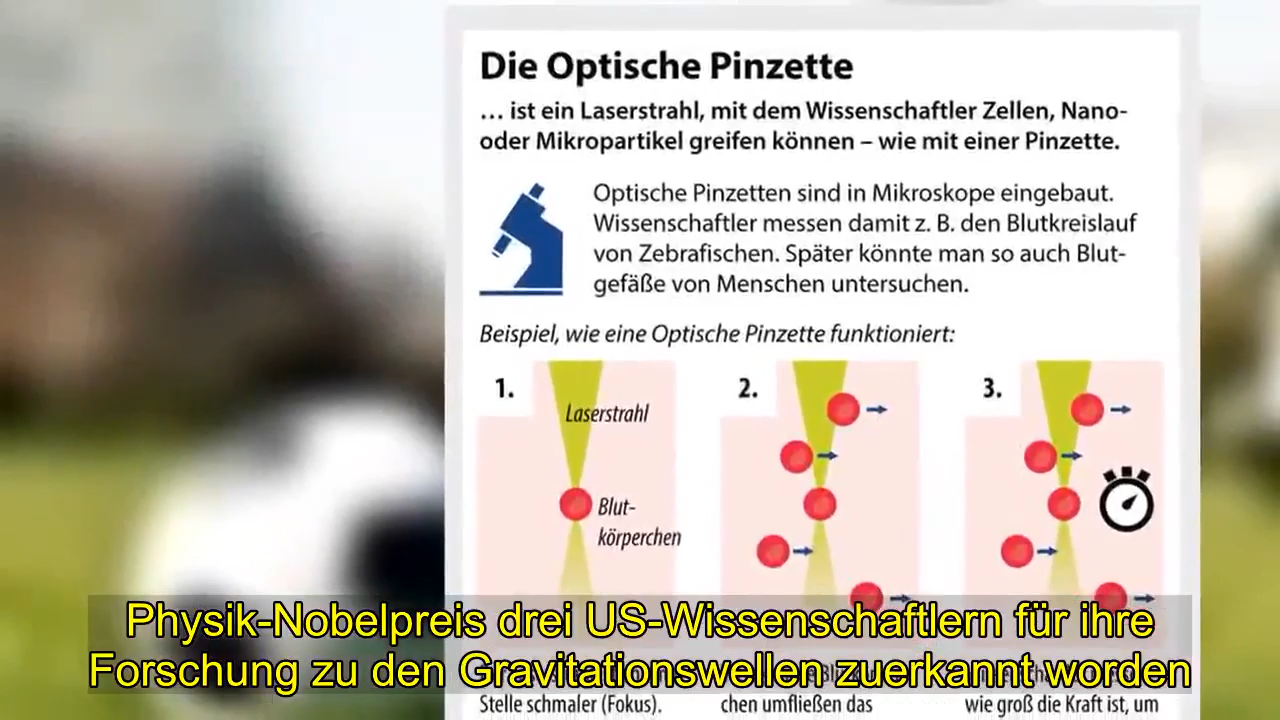 Die Optische Pinzette
… ist ein Laserstrahl, mit dem Wissenschaftler Zellen, Nano-
oder Mikropartikel greifen können – wie mit einer Pinzette.
Optische Pinzetten sind in Mikroskope eingebaut.
Wissenschaftler messen damit z. B. den Blutkreislauf
von Zebrafischen. Später könnte man so auch Blut-
gefäße von Menschen untersuchen.
Beispiel, wie eine Optische Pinzette funktioniert:
1.
Laserstrahl
Blut-
körperchen
2.
3.
Physik-Nobelpreis drei US-Wissenschaftlern für ihre
Forschung zu den Gravitationswellen zuerkannt worden
Stelle schmaler (Fokus).
chen umfließen das
wie groß die Kraft ist, um